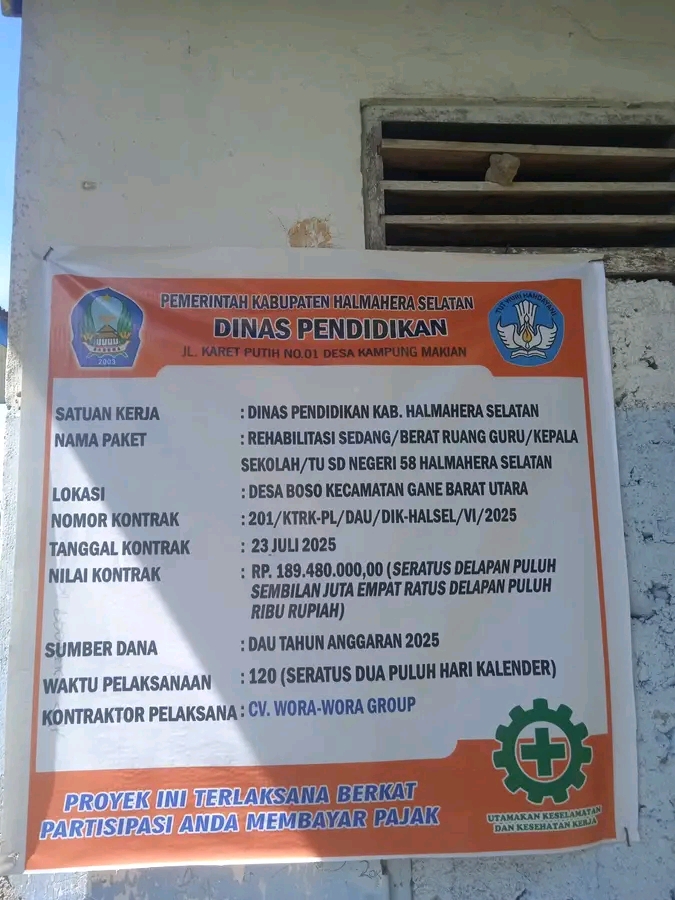 PEMERINTAH KABUPATEN HALMAHERA SELATAN
DINAS PENDIDIKAN
JL. KARET PUTIH NO.01 DESA KAMPUNG MAKIAN
2003
TUT WURI HANDAYANI
SATUAN KERJA : DINAS PENDIDIKAN KAB. HALMAHERA SELATAN
NAMA PAKET : REHABILITASI SEDANG/BERAT RUANG GURU/KEPALA
SEKOLAH/TU SD NEGERI 58 HALMAHERA SELATAN
LOKASI : DESA BOSO KECAMATAN GANE BARAT UTARA
NOMOR KONTRAK : 201/KTRK-PL/DAU/DIK-HALSEL/VI/2025
TANGGAL KONTRAK : 23 JULI 2025
NILAI KONTRAK : RP. 189.480.000,00 (SERATUS DELAPAN PULUH
SEMBILAN JUTA EMPAT RATUS DELAPAN PULUH
RIBU RUPIAH)
SUMBER DANA : DAU TAHUN ANGGARAN 2025
WAKTU PELAKSANAAN : 120 (SERATUS DUA PULUH HARI KALENDER)
KONTRAKTOR PELAKSANA : CV. WORA-WORA GROUP
PROYEK INI TERLAKSANA BERKAT
PARTISIPASI ANDA MEMBAYAR PAJAK
UTAMAKAN KESELAMATAN
DAN KESEHATAN KERJA